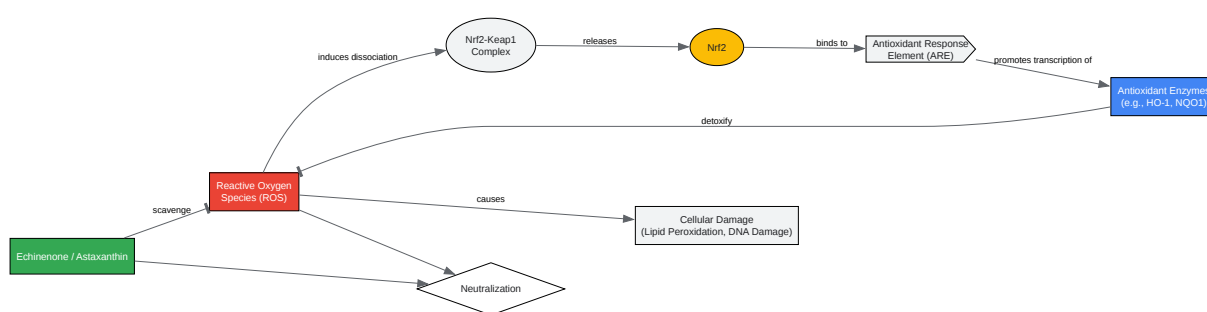 Nrf2-Keap1
Complex
releases
Nrf2
binds to
Antioxidant Response
Element (ARE)
induces dissociation
promotes transcription of
Antioxidant Enzymes
(e.g., HO-1, NQO1)
detoxify
Reactive Oxygen
Species (ROS)
causes
scavenge
Cellular Damage
(Lipid Peroxidation, DNA Damage)
Echinenone / Astaxanthin
Neutralization